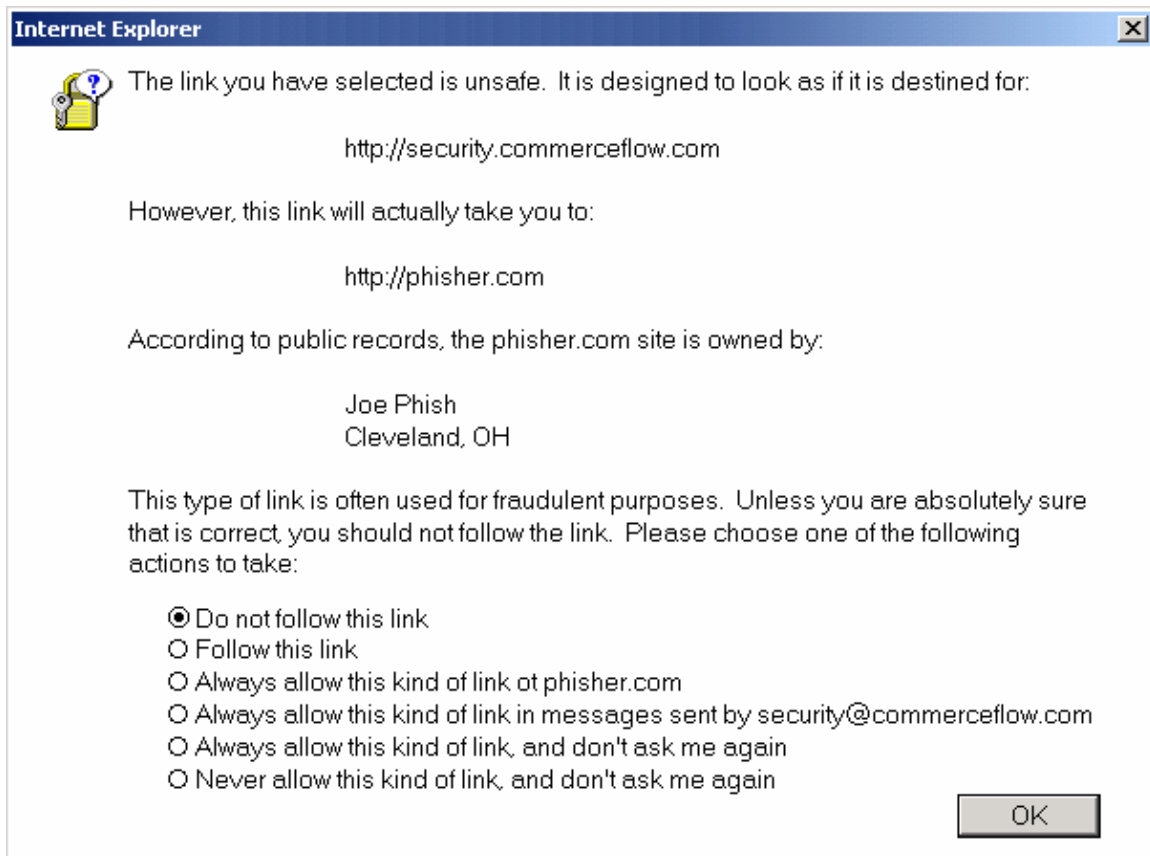 Internet Explorer
The link you have selected is unsafe. It is designed to look as if it is destined for:
http://security.commerceflow.com
However, this link will actually take you to:
http://phisher.com
According to public records, the phisher.com site is owned by:
Joe Phish
Cleveland, OH
This type of link is often used for fraudulent purposes. Unless you are absolutely sure
that is correct, you should not follow the link. Please choose one of the following
actions to take:
Do not follow this link
Follow this link
Always allow this kind of link ot phisher.com
Always allow this kind of link in messages sent by security@commerceflow.com
Always allow this kind of link, and don't ask me again
Never allow this kind of link, and don't ask me again
OK